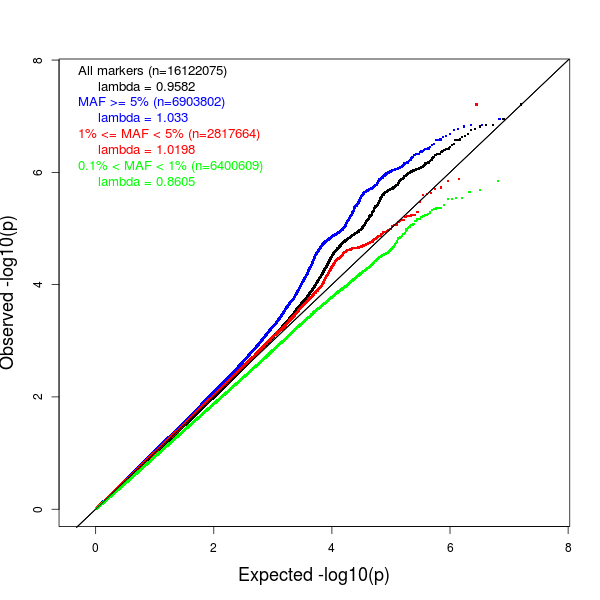 All markers (n=16122075)
lambda = 0.9582
MAF >= 5% (n=6903802)
lambda = 1.033
1% <= MAF < 5% (n=2817664)
lambda = 1.0198
0.1% < MAF < 1% (n=6400609)
lambda = 0.8605
Observed -log10(p)
8
6
4
2
0
0 2 4 6 8
Expected -log10(p)